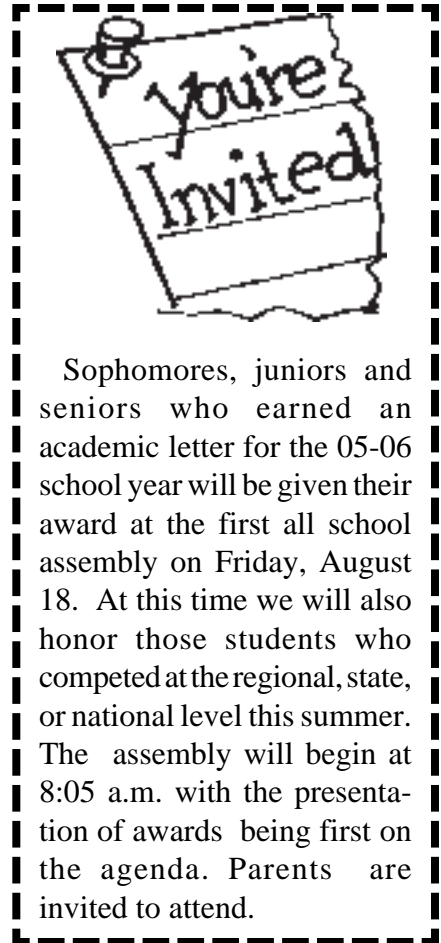 You're
Invited
Sophomores, juniors and
seniors who earned an
academic letter for the 05-06
school year will be given their
award at the first all school
assembly on Friday, August
18. At this time we will also
honor those students who
competed at the regional, state,
or national level this summer.
The assembly will begin at
8:05 a.m. with the presenta-
tion of awards being first on
the agenda. Parents are
invited to attend.